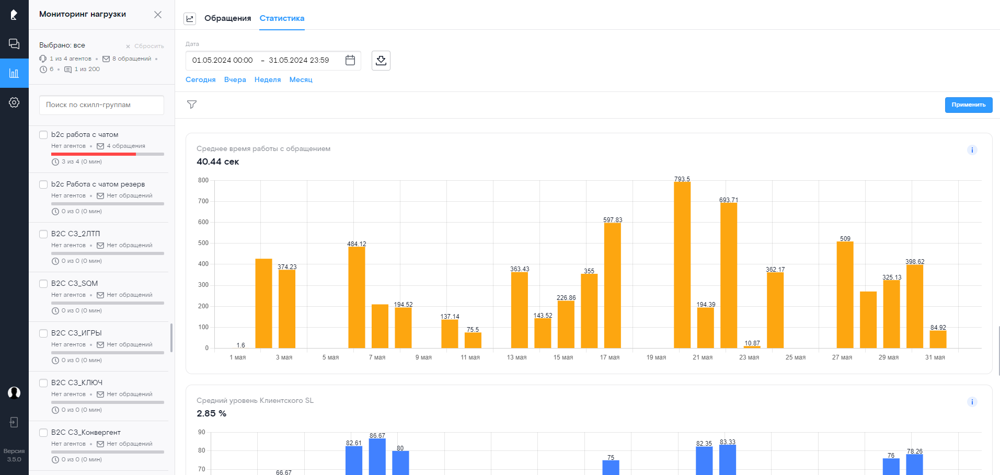 Мониторинг нагрузки
Выбрано: все
Сбросить
1 из 4 агентов • 8 обращений •
6 • 1 из 200
Поиск по скилл-группам
b2c работа с чатом
Нет агентов • 4 обращения
3 из 4 (0 мин)
b2c Работа с чатом резерв
Нет агентов • Нет обращений
0 из 0 (0 мин)
B2C СЗ_2ЛТП
Нет агентов • Нет обращений
0 из 0 (0 мин)
B2C СЗ_SQM
Нет агентов • Нет обращений
0 из 0 (0 мин)
B2C СЗ_ИГРЫ
Нет агентов • Нет обращений
0 из 0 (0 мин)
B2C СЗ_КЛЮЧ
Нет агентов • Нет обращений
0 из 0 (0 мин)
B2C СЗ_Конвергент
Нет агентов • Нет обращений
0 из 0 (0 мин)
Версия
3.5.0
Обращения Статистика
Дата
01.05.2024 00:00 – 31.05.2024 23:59
Сегодня Вчера Неделя Месяц
Применить
Среднее время работы с обращением
40.44 сек
i
800
700
600
500
400
300
200
100
0
1.6
374.23
484.12
194.52
137.14
75.5
363.43
143.52
226.86
355
597.83
793.5
194.39
693.71
10.87
362.17
509
325.13
398.62
84.92
1 мая 3 мая 5 мая 7 мая 9 мая 11 мая 13 мая 15 мая 17 мая 19 мая 21 мая 23 мая 25 мая 27 мая 29 мая 31 мая
Средний уровень Клиентского SL
2.85 %
i
90
80
70
66.67
82.61
86.67
80
75
82.35
83.33
76
78.26